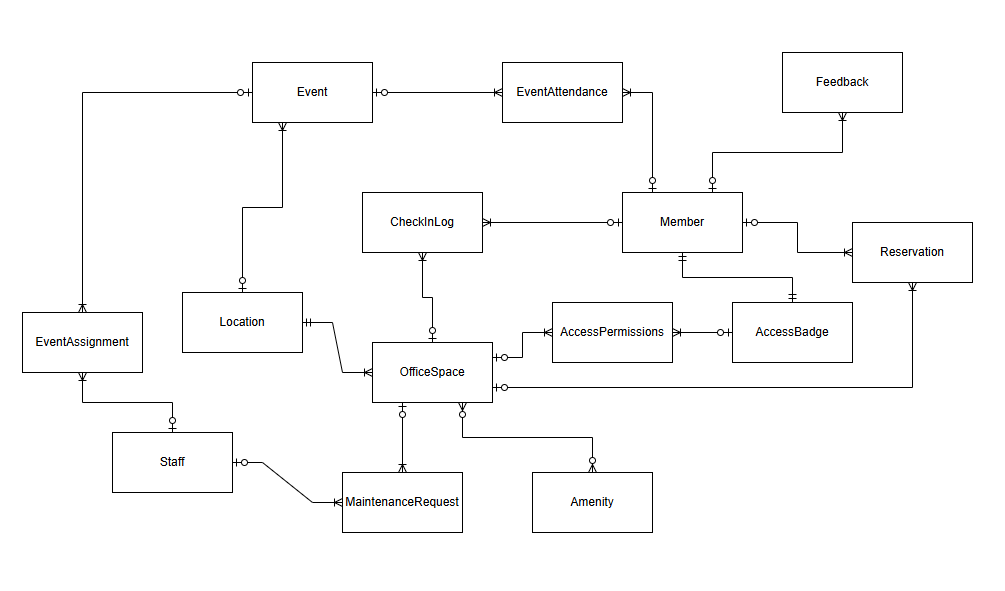 Feedback
Event
EventAttendance
CheckInLog
Member
Reservation
Location
AccessPermissions
AccessBadge
EventAssignment
OfficeSpace
Staff
MaintenanceRequest
Amenity